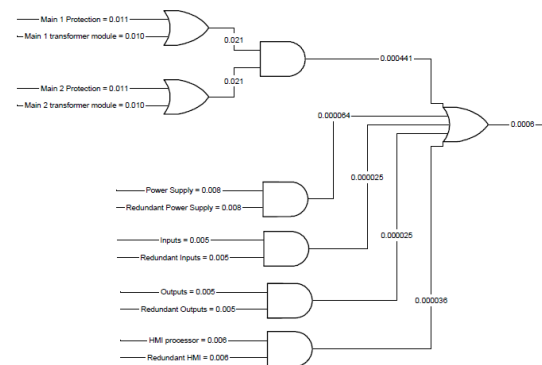 Main 1 Protection = 0.011
Main 1 transformer module = 0.010
0.021
0.000441
0.021
Main 2 Protection = 0.011
Main 2 transformer module = 0.010
0.000064
0.0006
0.000025
Power Supply = 0.008
Redundant Power Supply = 0.008
0.000025
Inputs = 0.005
Redundant Inputs = 0.005
Outputs = 0.005
0.000036
Redundant Outputs = 0.005
HMI processor = 0.006
Redundant HMI = 0.006